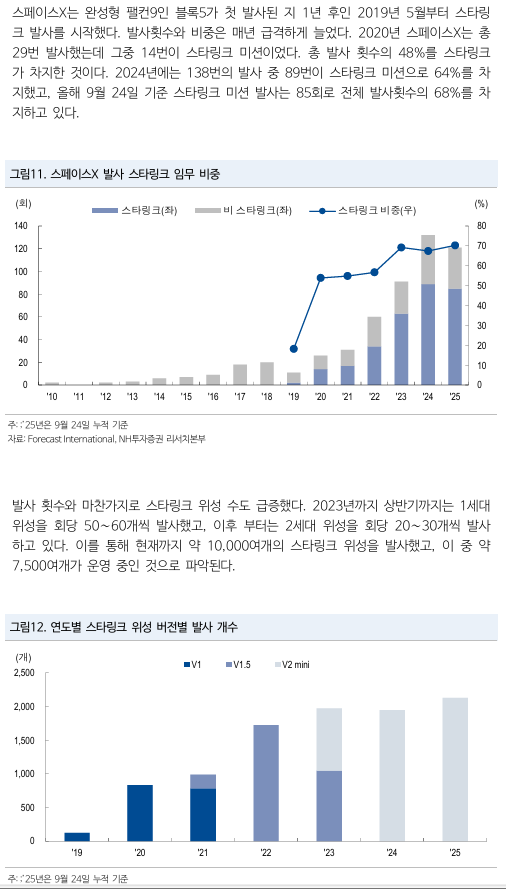 스페이스X는 완성형 팰컨9인 블록5가 첫 발사된 지 1년 후인 2019년 5월부터 스타링
크 발사를 시작했다. 발사횟수와 비중은 매년 급격하게 늘었다. 2020년 스페이스X는 총
29번 발사했는데 그중 14번이 스타링크 미션이었다. 총 발사 횟수의 48%를 스타링크
가 차지한 것이다. 2024년에는 138번의 발사 중 89번이 스타링크 미션으로 64%를 차
지했고, 올해 9월 24일 기준 스타링크 미션 발사는 85회로 전체 발사횟수의 68%를 차
지하고 있다.
그림11. 스페이스X 발사 스타링크 임무 비중
(회) (%)
스타링크(좌) 비 스타링크(좌) 스타링크 비중(우)
140 80
120 70
100 60
80 50
60 40
40 30
20 20
0 10
0
'10 '11 '12 '13 '14 '15 '16 '17 '18 '19 '20 '21 '22 '23 '24 '25
주: :'25년은 9월 24일 누적 기준
자료: Forecast International, NH투자증권 리서치본부
발사 횟수와 마찬가지로 스타링크 위성 수도 급증했다. 2023년까지 상반기까지는 1세대
위성을 회당 50~60개씩 발사했고, 이후 부터는 2세대 위성을 회당 20~30개씩 발사
하고 있다. 이를 통해 현재까지 약 10,000여개의 스타링크 위성을 발사했고, 이 중 약
7,500여개가 운영 중인 것으로 파악된다.
그림12. 연도별 스타링크 위성 버전별 발사 개수
(개)
V1 V1.5 V2 mini
2,500
2,000
1,500
1,000
500
0
'19 '20 '21 '22 '23 '24 '25
주: :'25년은 9월 24일 누적 기준